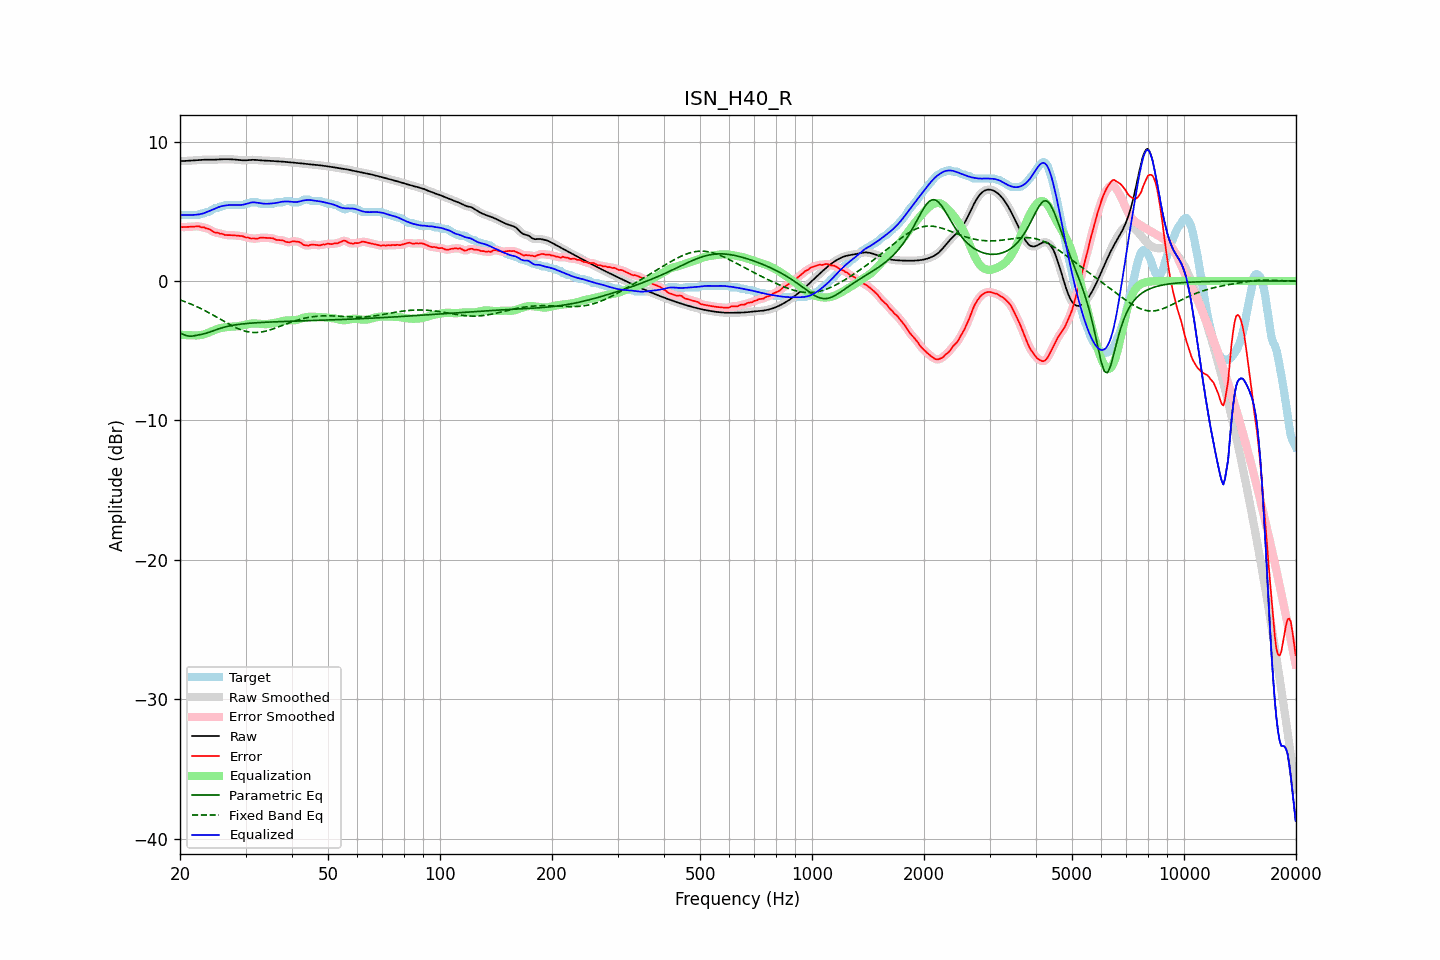 ISN_H40_R
Amplitude (dBr)
10
0
−10
−20
−30
−40
Target
Raw Smoothed
Error Smoothed
Raw
Error
Equalization
Parametric Eq
Fixed Band Eq
Equalized
20 50 100 200 500 1000 2000 5000 10000 20000
Frequency (Hz)